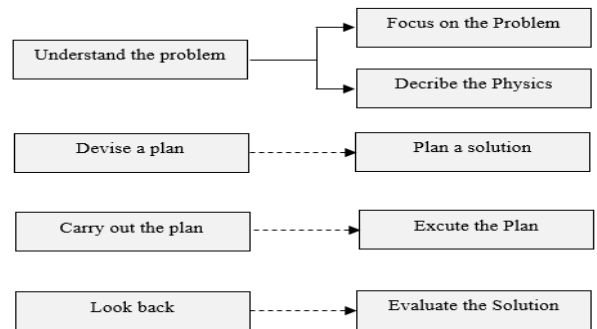 Focus on the Problem
Understand the problem
Decribe the Physics
Devise a plan
Plan a solution
Carry out the plan
Excute the Plan
Look back
Evaluate the Solution